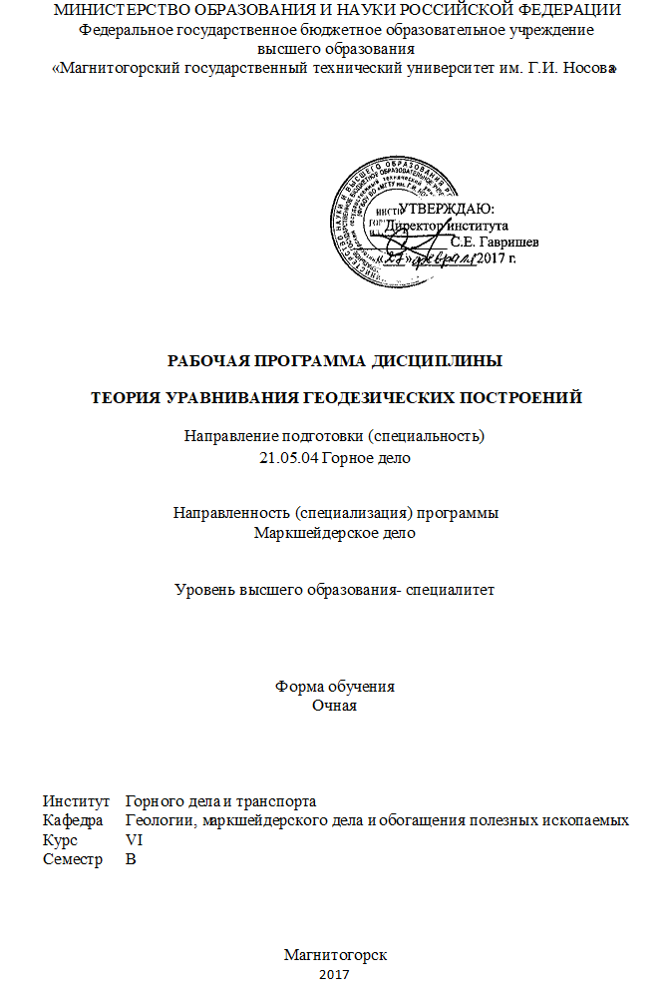 МИНИСТЕРСТВО ОБРАЗОВАНИЯ И НАУКИ РОССИЙСКОЙ ФЕДЕРАЦИИ
Федеральное государственное бюджетное образовательное учреждение
высшего образования
«Магнитогорский государственный технический университет им. Г.И. Носова»
УТВЕРЖДАЮ:
Директор института
С.Е. Гавришев
«27» февраля 2017 г.
РАБОЧАЯ ПРОГРАММА ДИСЦИПЛИНЫ
ТЕОРИЯ УРАВНИВАНИЯ ГЕОДЕЗИЧЕСКИХ ПОСТРОЕНИЙ
Направление подготовки (специальность)
21.05.04 Горное дело
Направленность (специализация) программы
Маркшейдерское дело
Уровень высшего образования- специалитет
Форма обучения
Очная
Институт Горного дела и транспорта
Кафедра Геологии, маркшейдерского дела и обогащения полезных ископаемых
Курс VI
Семестр В
Магнитогорск
2017